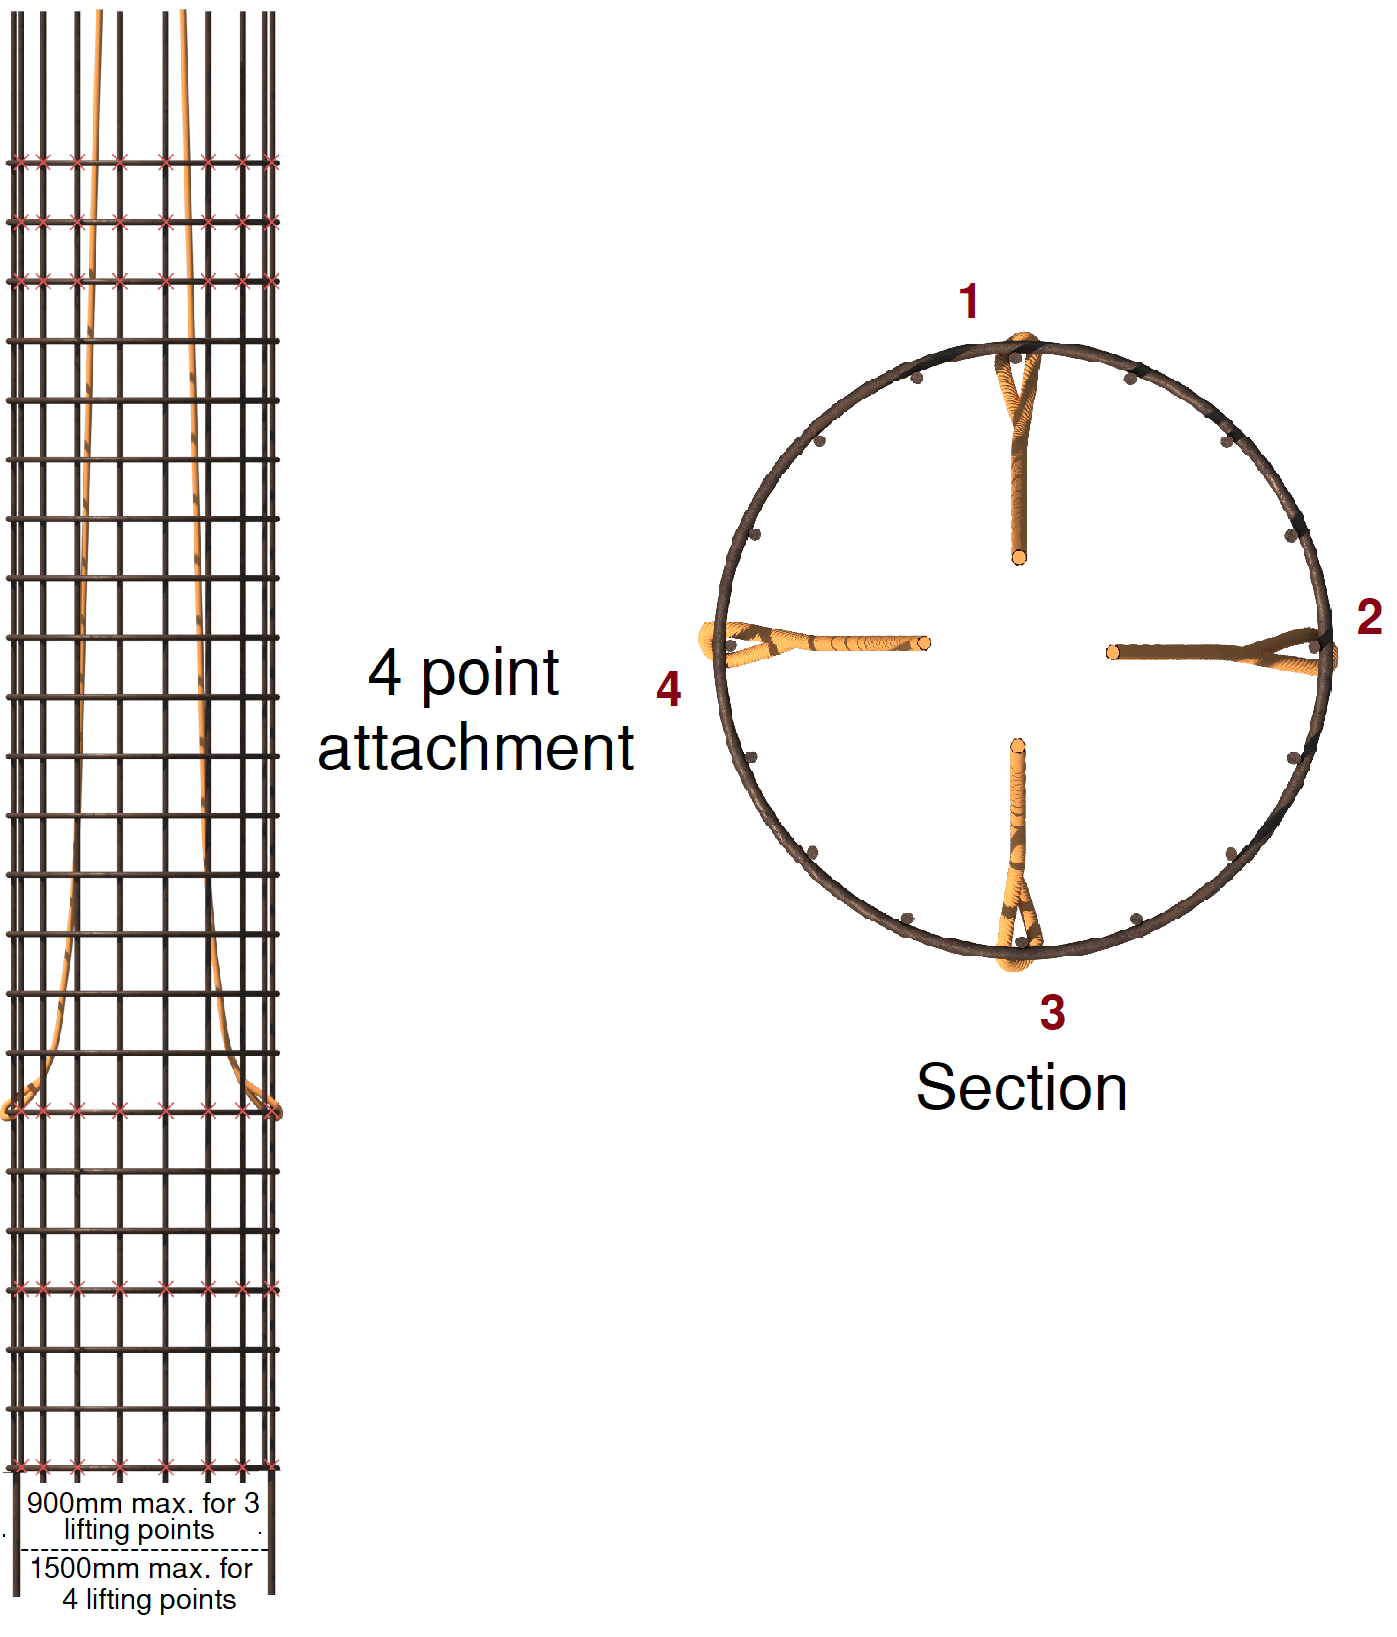 1
2
4 point
attachment
4
3
Section
900mm max. for 3
lifting points
1500mm max. for
4 lifting points